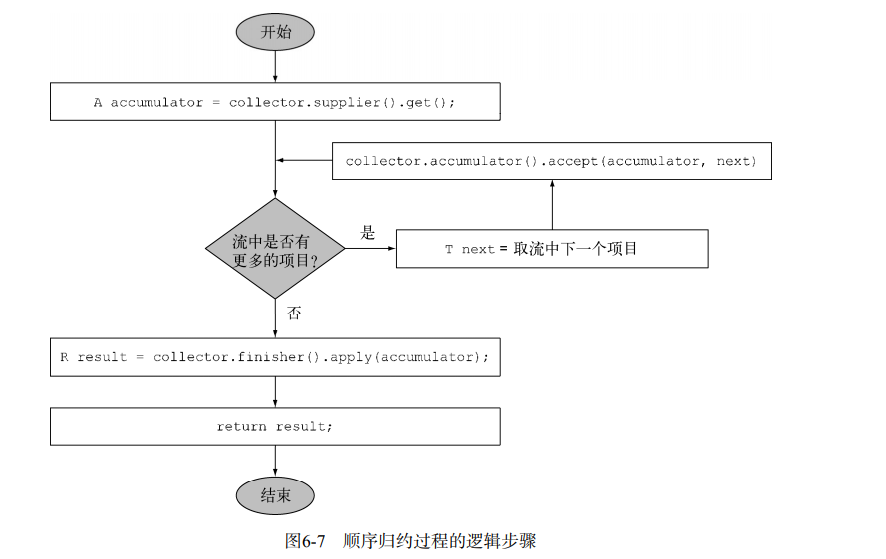 开始
A accumulator = collector.supplier().get();
collector.accumulator().accept(accumulator, next)
流中是否有
更多的项目?
是
T next = 取流中下一个项目
否
R result = collector.finisher().apply(accumulator);
return result;
结束
图6-7 顺序归约过程的逻辑步骤